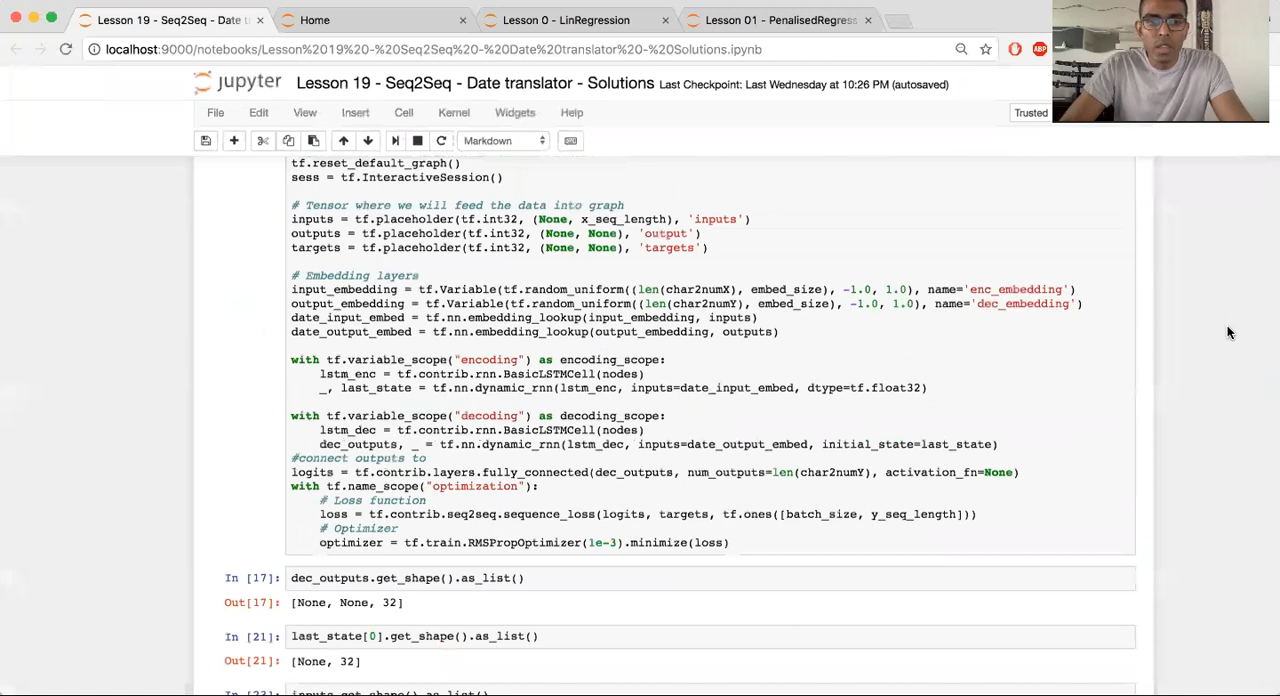 Lesson 19 - Seq2Seq - Date t
Home
Lesson 0 - LinRegression
Lesson 01 - PenalisedRegress
localhost:9000/notebooks/Lesson%2019%20-%20Seq2Seq%20-%20Date%20translator%20-%20Solutions.ipynb
ABP
jupyter Lesson 19 - Seq2Seq - Date translator - Solutions Last Checkpoint: Last Wednesday at 10:26 PM (autosaved)
File Edit View Insert Cell Kernel Widgets Help Trusted
Markdown
tf.reset_default_graph()
sess = tf.InteractiveSession()
# Tensor where we will feed the data into graph
inputs = tf.placeholder(tf.int32, (None, x_seq_length), 'inputs')
outputs = tf.placeholder(tf.int32, (None, None), 'output')
targets = tf.placeholder(tf.int32, (None, None), 'targets')
# Embedding layers
input_embedding = tf.Variable(tf.random_uniform((len(char2numX), embed_size), -1.0, 1.0), name='enc_embedding')
output_embedding = tf.Variable(tf.random_uniform((len(char2numY), embed_size), -1.0, 1.0), name='dec_embedding')
date_input_embed = tf.nn.embedding_lookup(input_embedding, inputs)
date_output_embed = tf.nn.embedding_lookup(output_embedding, outputs)
with tf.variable_scope("encoding") as encoding_scope:
lstm_enc = tf.contrib.rnn.BasicLSTMCell(nodes)
_, last_state = tf.nn.dynamic_rnn(lstm_enc, inputs=date_input_embed, dtype=tf.float32)
with tf.variable_scope("decoding") as decoding_scope:
lstm_dec = tf.contrib.rnn.BasicLSTMCell(nodes)
dec_outputs, _ = tf.nn.dynamic_rnn(lstm_dec, inputs=date_output_embed, initial_state=last_state)
#connect outputs to
logits = tf.contrib.layers.fully_connected(dec_outputs, num_outputs=len(char2numY), activation_fn=None)
with tf.name_scope("optimization"):
# Loss function
loss = tf.contrib.seq2seq.sequence_loss(logits, targets, tf.ones([batch_size, y_seq_length]))
# Optimizer
optimizer = tf.train.RMSPropOptimizer(1e-3).minimize(loss)
In [17]: dec_outputs.get_shape().as_list()
Out[17]: [None, None, 32]
In [21]: last_state[0].get_shape().as_list()
Out[21]: [None, 32]
In [23]: inputs.get_shape().as_list()